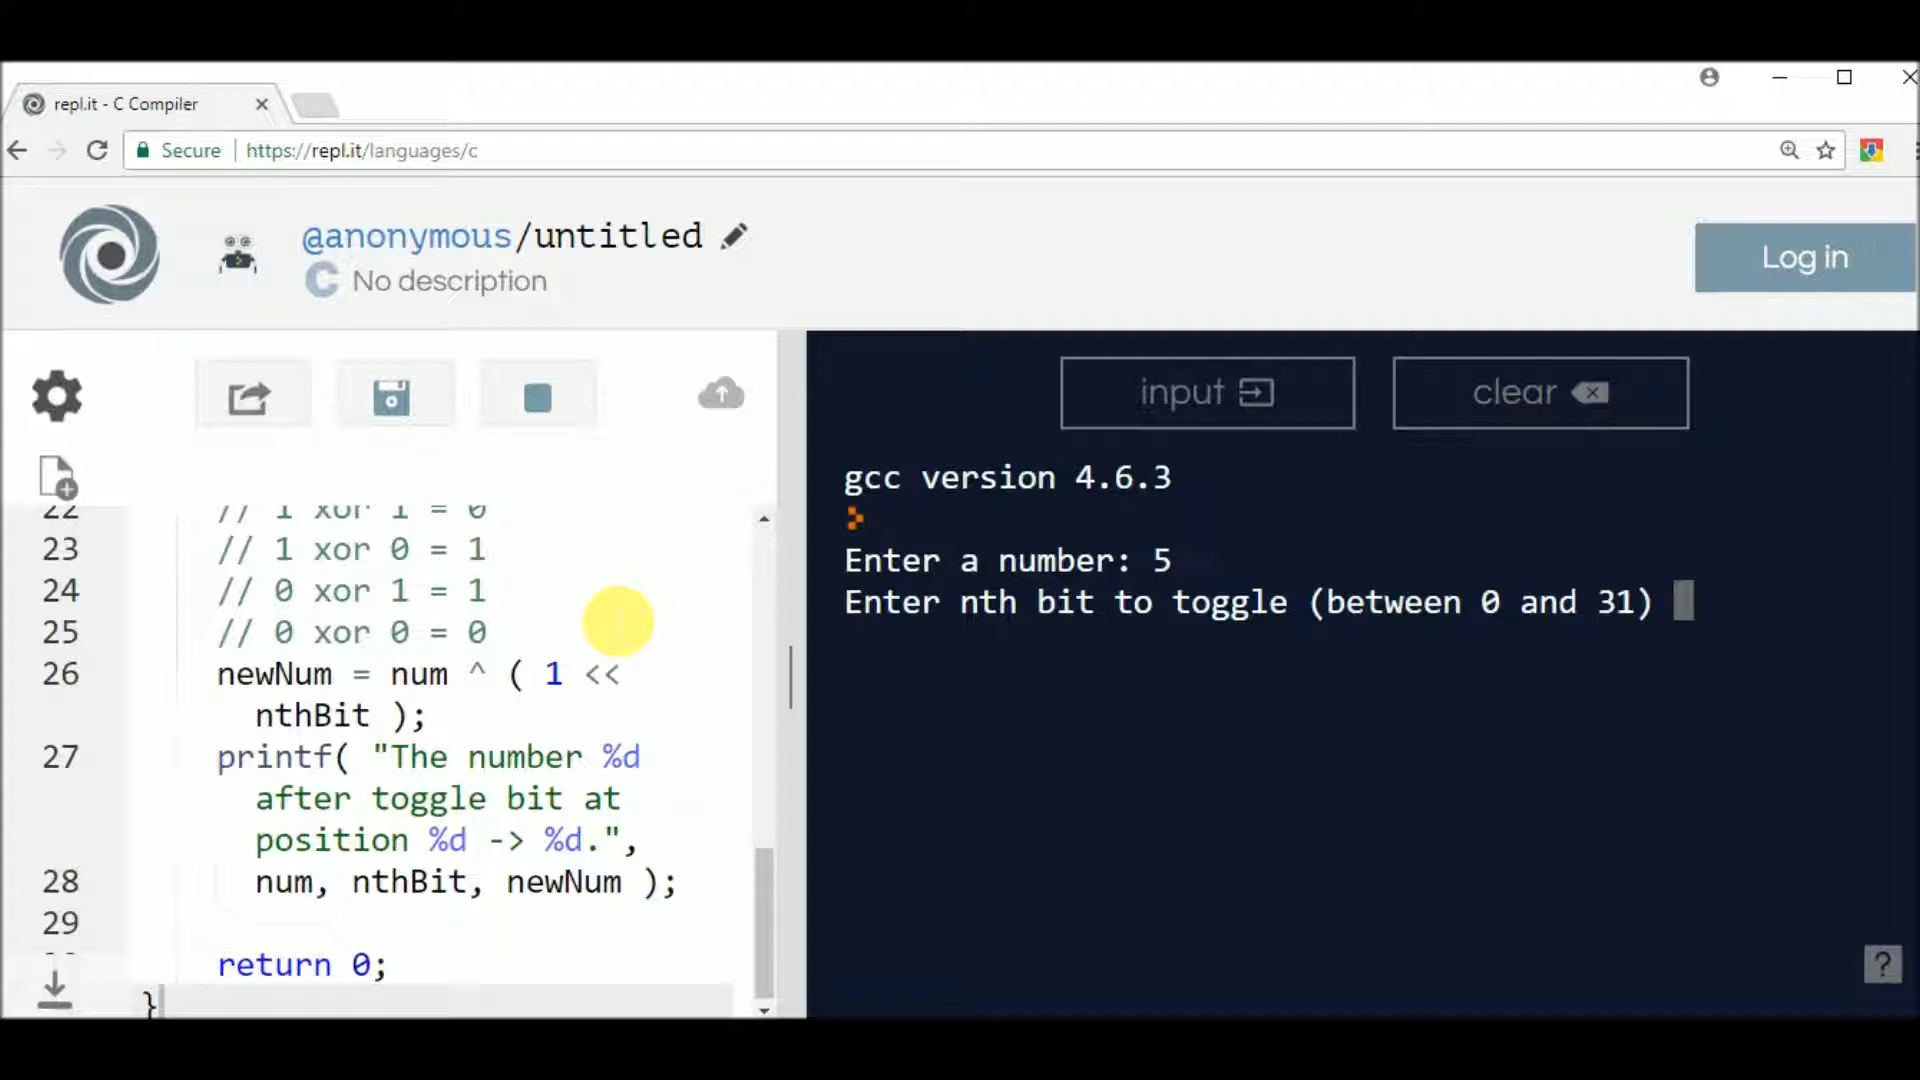 repl.it - C Compiler
Secure https://repl.it/languages/c
@anonymous/untitled
No description
Log in
input
clear
22 // 1 xor 1 = 0
23 // 1 xor 0 = 1
24 // 0 xor 1 = 1
25 // 0 xor 0 = 0
26 newNum = num ^ ( 1 <<
nthBit );
27 printf( "The number %d
after toggle bit at
position %d -> %d.",
28 num, nthBit, newNum );
29
return 0;
}
gcc version 4.6.3
>
Enter a number: 5
Enter nth bit to toggle (between 0 and 31)
?